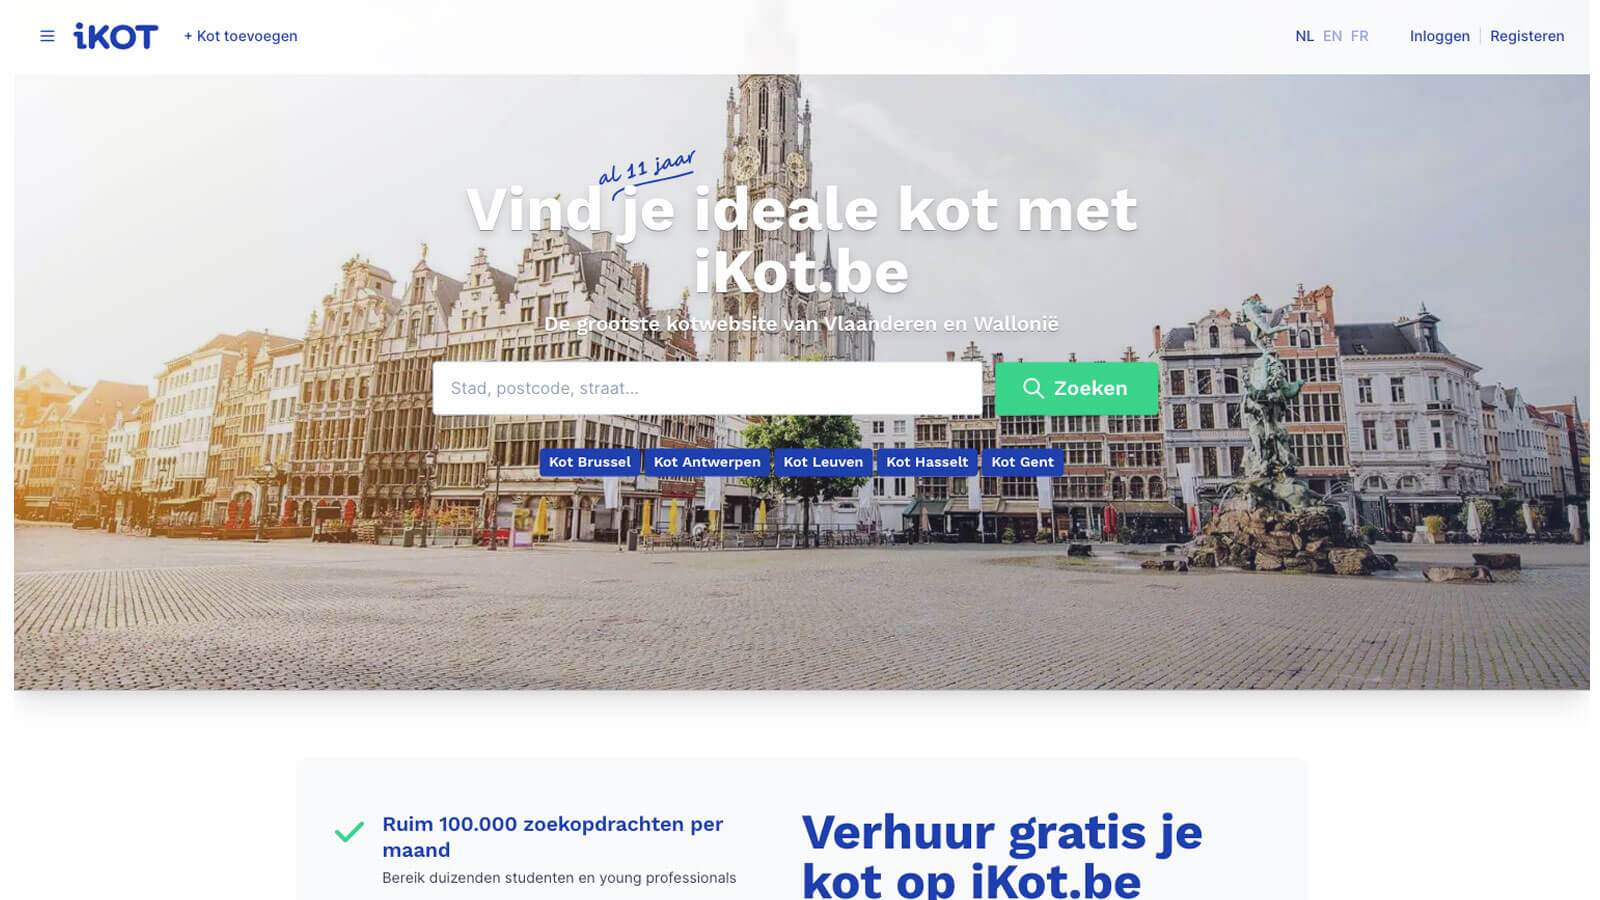 iKOT
+ Kot toevoegen
NL EN FR
Inloggen
Registeren
al 11 jaar
Vind je ideale kot met
iKot.be
De grootste kotwebsite van Vlaanderen en Wallonië
Stad, postcode, straat...
Zoeken
Kot Brussel
Kot Antwerpen
Kot Leuven
Kot Hasselt
Kot Gent
Ruim 100.000 zoekopdrachten per
maand
Bereik duizenden studenten en young professionals
Verhuur gratis je
kot op iKot.be